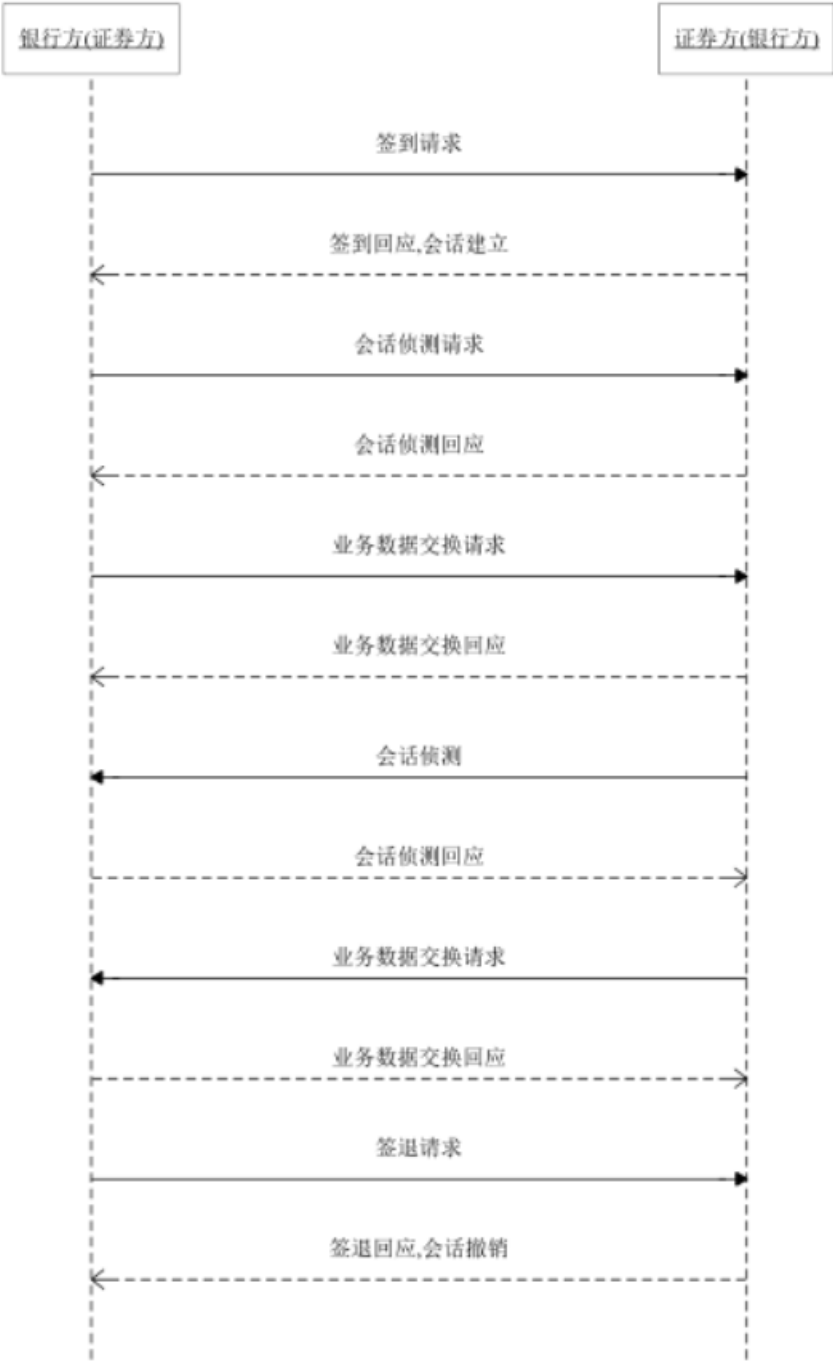 银行方(证券方)
证券方(银行方)
签到请求
签到回应,会话建立
会话侦测请求
会话侦测回应
业务数据交换请求
业务数据交换回应
会话侦测
会话侦测回应
业务数据交换请求
业务数据交换回应
签退请求
签退回应,会话撤销